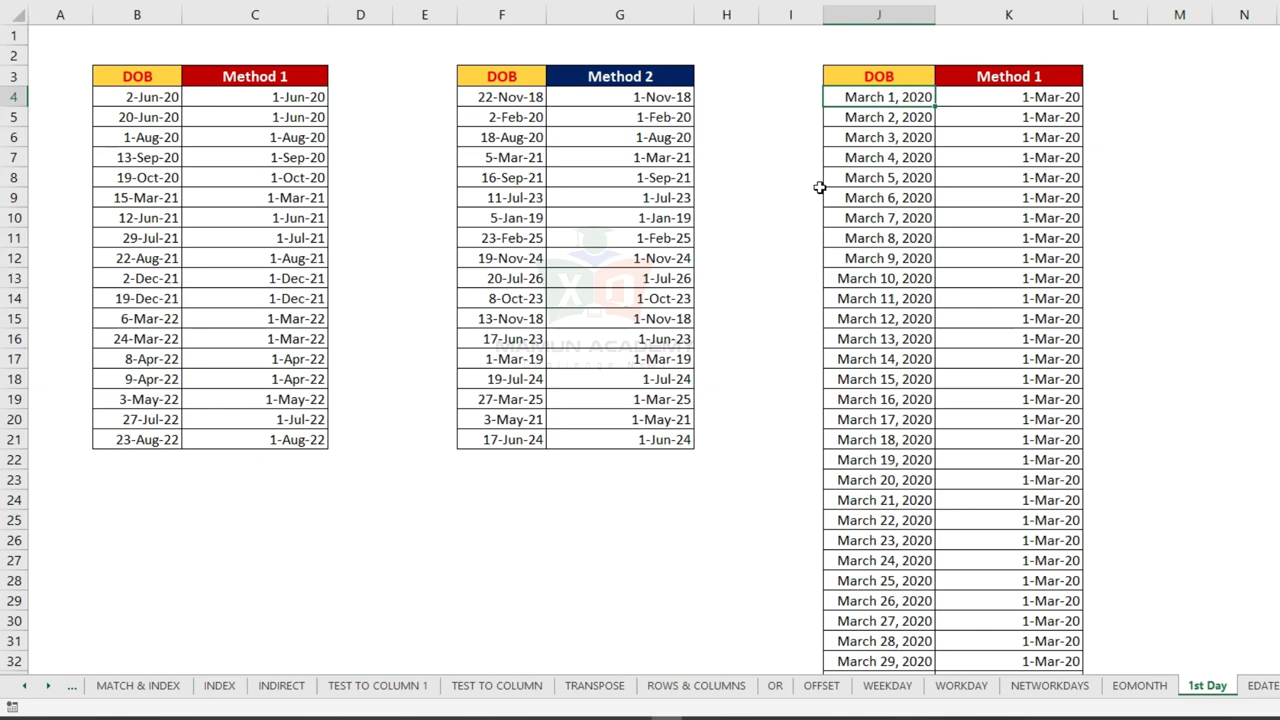 A B C D E F G H I J K L M N
1
2
3 DOB Method 1 DOB Method 2 DOB Method 1
4 2-Jun-20 1-Jun-20 22-Nov-18 1-Nov-18 March 1, 2020 1-Mar-20
5 20-Jun-20 1-Jun-20 2-Feb-20 1-Feb-20 March 2, 2020 1-Mar-20
6 1-Aug-20 1-Aug-20 18-Aug-20 1-Aug-20 March 3, 2020 1-Mar-20
7 13-Sep-20 1-Sep-20 5-Mar-21 1-Mar-21 March 4, 2020 1-Mar-20
8 19-Oct-20 1-Oct-20 16-Sep-21 1-Sep-21 March 5, 2020 1-Mar-20
9 15-Mar-21 1-Mar-21 11-Jul-23 1-Jul-23 March 6, 2020 1-Mar-20
10 12-Jun-21 1-Jun-21 5-Jan-19 1-Jan-19 March 7, 2020 1-Mar-20
11 29-Jul-21 1-Jul-21 23-Feb-25 1-Feb-25 March 8, 2020 1-Mar-20
12 22-Aug-21 1-Aug-21 19-Nov-24 1-Nov-24 March 9, 2020 1-Mar-20
13 2-Dec-21 1-Dec-21 20-Jul-26 1-Jul-26 March 10, 2020 1-Mar-20
14 19-Dec-21 1-Dec-21 8-Oct-23 1-Oct-23 March 11, 2020 1-Mar-20
15 6-Mar-22 1-Mar-22 13-Nov-18 1-Nov-18 March 12, 2020 1-Mar-20
16 24-Mar-22 1-Mar-22 17-Jun-23 1-Jun-23 March 13, 2020 1-Mar-20
MAMUN ACADEMY
17 8-Apr-22 1-Apr-22 1-Mar-19 1-Mar-19 March 14, 2020 1-Mar-20
18 9-Apr-22 1-Apr-22 19-Jul-24 1-Jul-24 March 15, 2020 1-Mar-20
19 3-May-22 1-May-22 27-Mar-25 1-Mar-25 March 16, 2020 1-Mar-20
20 27-Jul-22 1-Jul-22 3-May-21 1-May-21 March 17, 2020 1-Mar-20
21 23-Aug-22 1-Aug-22 17-Jun-24 1-Jun-24 March 18, 2020 1-Mar-20
22 March 19, 2020 1-Mar-20
23 March 20, 2020 1-Mar-20
24 March 21, 2020 1-Mar-20
25 March 22, 2020 1-Mar-20
26 March 23, 2020 1-Mar-20
27 March 24, 2020 1-Mar-20
28 March 25, 2020 1-Mar-20
29 March 26, 2020 1-Mar-20
30 March 27, 2020 1-Mar-20
31 March 28, 2020 1-Mar-20
32 March 29, 2020 1-Mar-20
... MATCH & INDEX INDEX INDIRECT TEST TO COLUMN 1 TEST TO COLUMN TRANSPOSE ROWS & COLUMNS OR OFFSET WEEKDAY WORKDAY NETWORKDAYS EOMONTH 1st Day EDATE